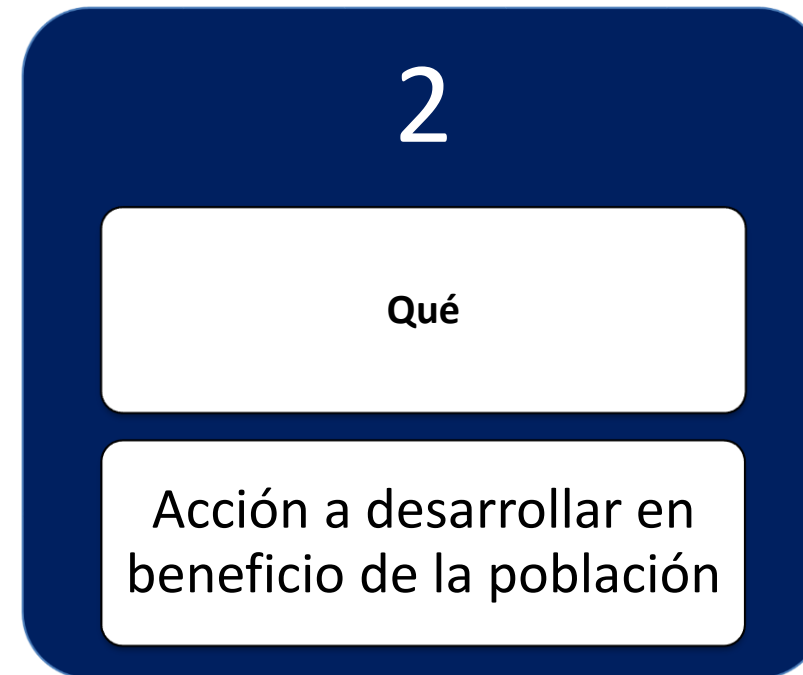 2
Qué
Acción a desarrollar en
beneficio de la población